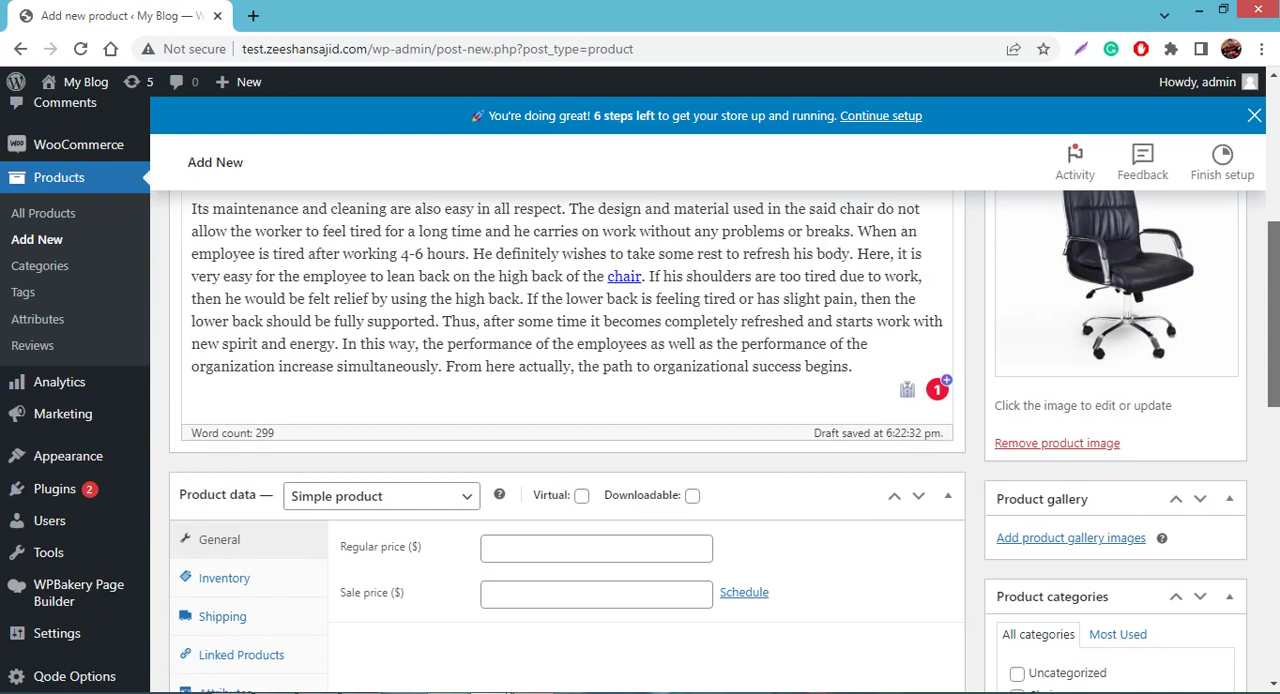 Add new product ‹ My Blog — W
Not secure
test.zeeshansajid.com/wp-admin/post-new.php?post_type=product
My Blog
5
0
New
Howdy, admin
Comments
WooCommerce
Products
All Products
Add New
Categories
Tags
Attributes
Reviews
Analytics
Marketing
Appearance
Plugins 2
Users
Tools
WPBakery Page
Builder
Settings
Qode Options
🚀 You're doing great! 6 steps left to get your store up and running. Continue setup
Add New
Activity
Feedback
Finish setup
Its maintenance and cleaning are also easy in all respect. The design and material used in the said chair do not
allow the worker to feel tired for a long time and he carries on work without any problems or breaks. When an
employee is tired after working 4-6 hours. He definitely wishes to take some rest to refresh his body. Here, it is
very easy for the employee to lean back on the high back of the chair. If his shoulders are too tired due to work,
then he would be felt relief by using the high back. If the lower back is feeling tired or has slight pain, then the
lower back should be fully supported. Thus, after some time it becomes completely refreshed and starts work with
new spirit and energy. In this way, the performance of the employees as well as the performance of the
organization increase simultaneously. From here actually, the path to organizational success begins.
1
Word count: 299
Draft saved at 6:22:32 pm.
Product data —
Simple product
Virtual:
Downloadable:
General
Inventory
Shipping
Linked Products
Attributes
Regular price ($)
Sale price ($)
Schedule
Click the image to edit or update
Remove product image
Product gallery
Add product gallery images
Product categories
All categories
Most Used
Uncategorized